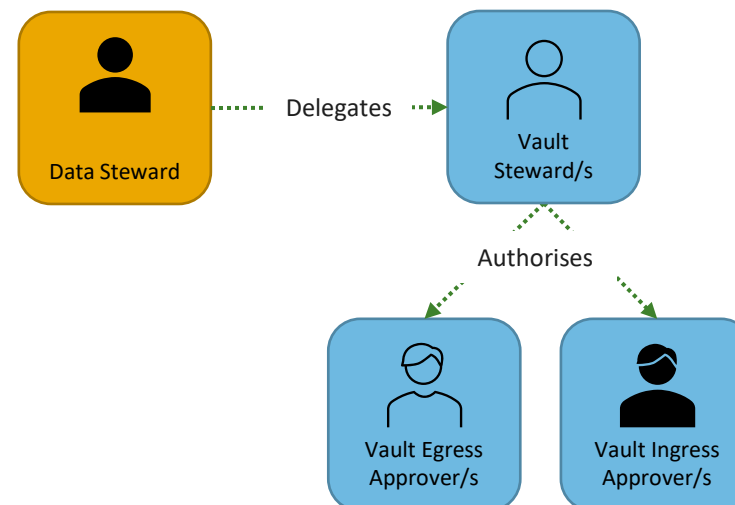 Data Steward
Delegates
Vault
Steward/s
Authorises
Vault Egress
Approver/s
Vault Ingress
Approver/s